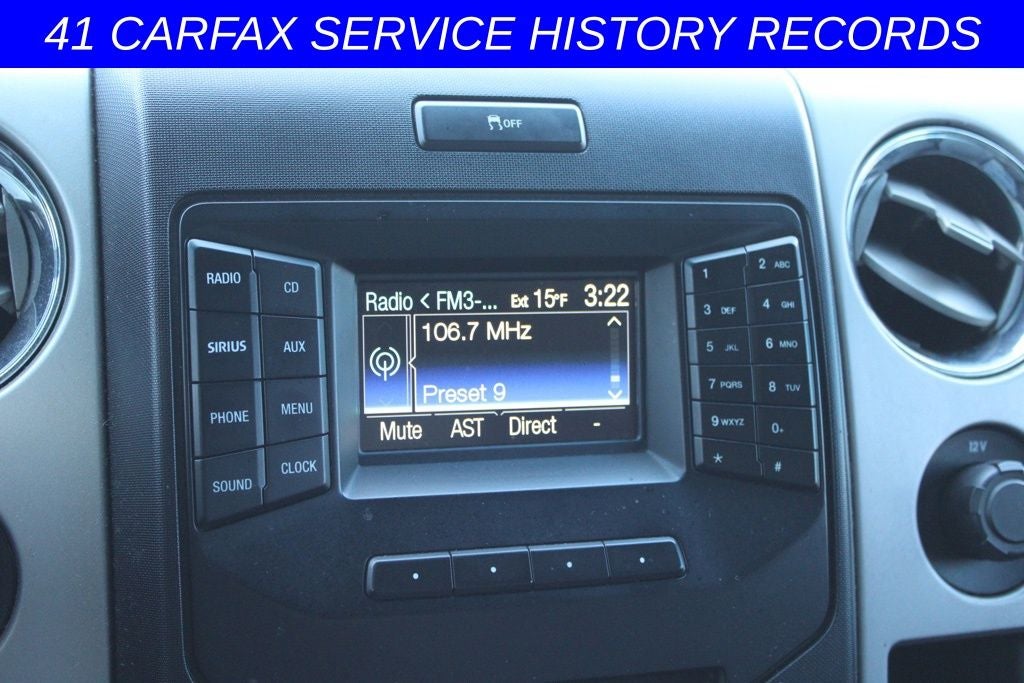 41 CARFAX SERVICE HISTORY RECORDS
OFF
RADIO
CD
SIRIUS
AUX
PHONE
MENU
SOUND
CLOCK
Radio < FM3-... Ext 15°F 3:22
106.7 MHz
Preset 9
Mute AST Direct -
1
2 ABC
3 DEF
4 GHI
5 JKL
6 MNO
7 PQRS
8 TUV
9 WXYZ
0+
*
#
12V